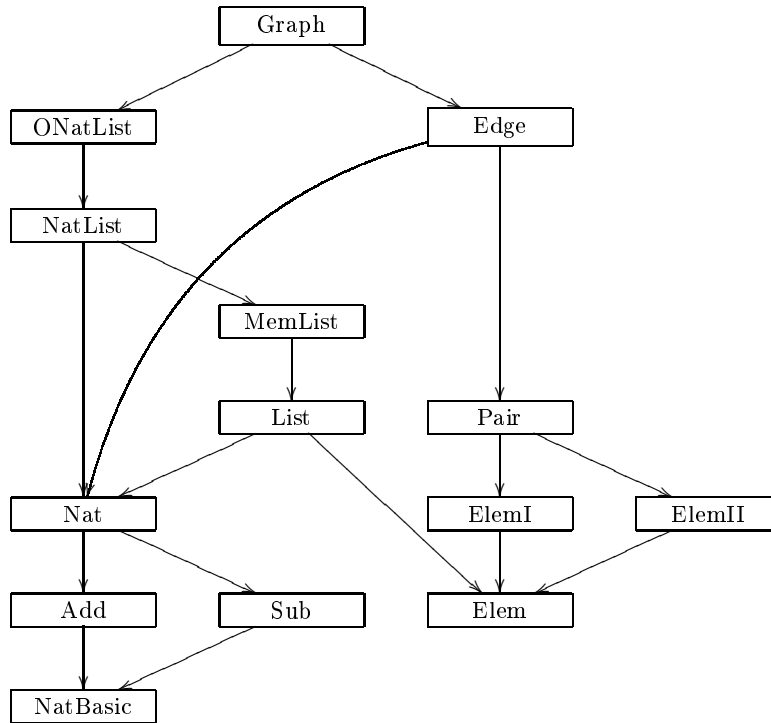 Graph
ONatList
Edge
NatList
MemList
List
Pair
Nat
ElemI
ElemII
Add
Sub
Elem
NatBasic